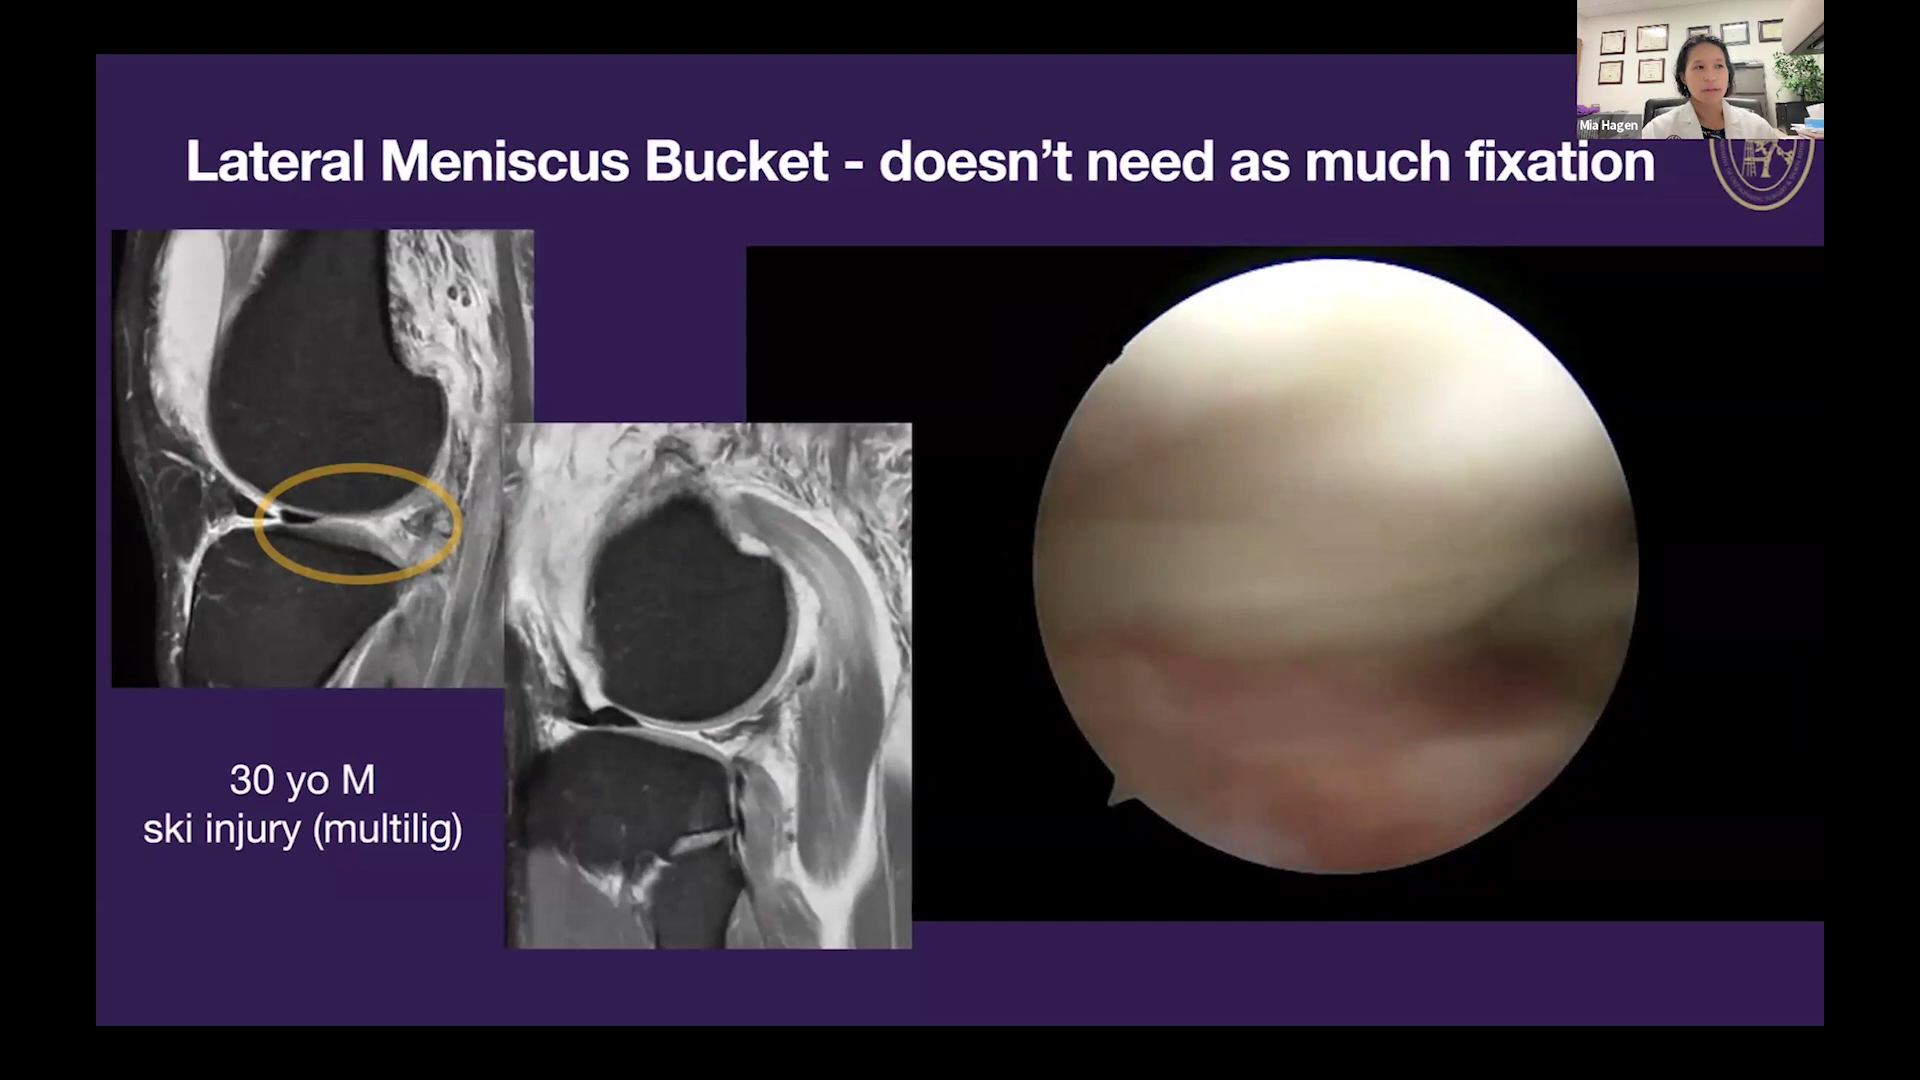 Mia Hagen
Lateral Meniscus Bucket - doesn’t need as much fixation
30 yo M
ski injury (multilig)